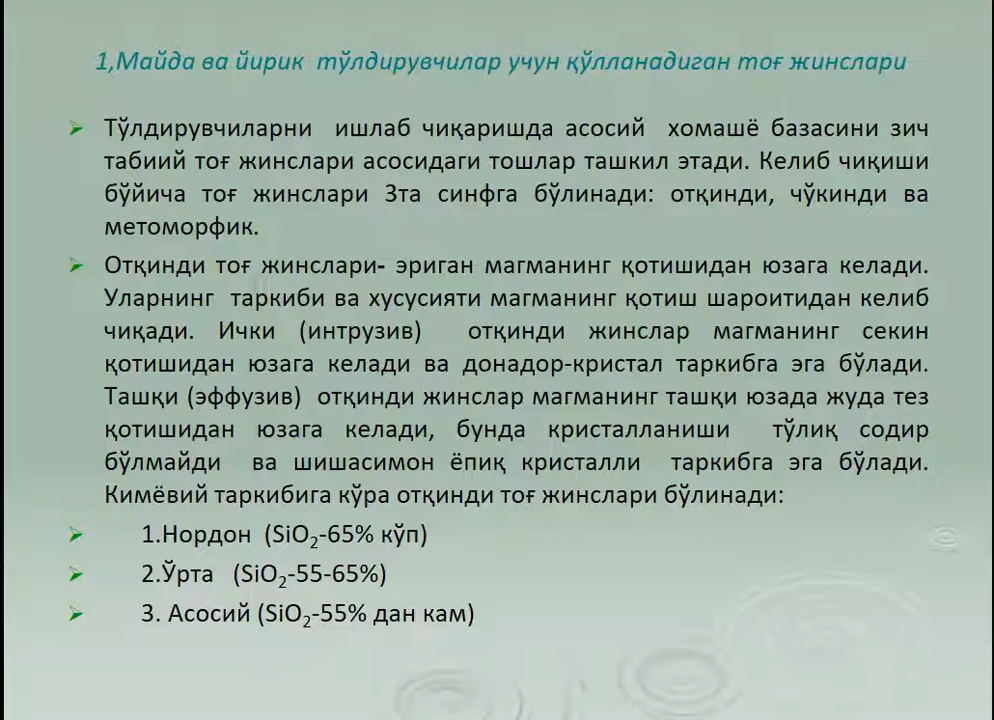 1,Майда ва йирик тўлдирувчилар учун қўлланадиган тоғ жинслари
Тўлдирувчиларни ишлаб чиқаришда асосий хомашё базасини зич
табиий тоғ жинслари асосидаги тошлар ташкил этади. Келиб чиқиши
бўйича тоғ жинслари 3та синфга бўлинади: отқинди, чўкинди ва
метоморфик.
Отқинди тоғ жинслари- эриган магманинг қотишидан юзага келади.
Уларнинг таркиби ва хусусияти магманинг қотиш шароитидан келиб
чиқади. Ички (интрузив) отқинди жинслар магманинг секин
қотишидан юзага келади ва донадор-кристал таркибга эга бўлади.
Ташқи (эффузив) отқинди жинслар магманинг ташқи юзада жуда тез
қотишидан юзага келади, бунда кристалланиши тўлиқ содир
бўлмайди ва шишасимон ёпиқ кристалли таркибга эга бўлади.
Кимёвий таркибига кўра отқинди тоғ жинслари бўлинади:
1.Нордон (SiO₂-65% кўп)
2.Ўрта (SiO₂-55-65%)
3. Асосий (SiO₂-55% дан кам)